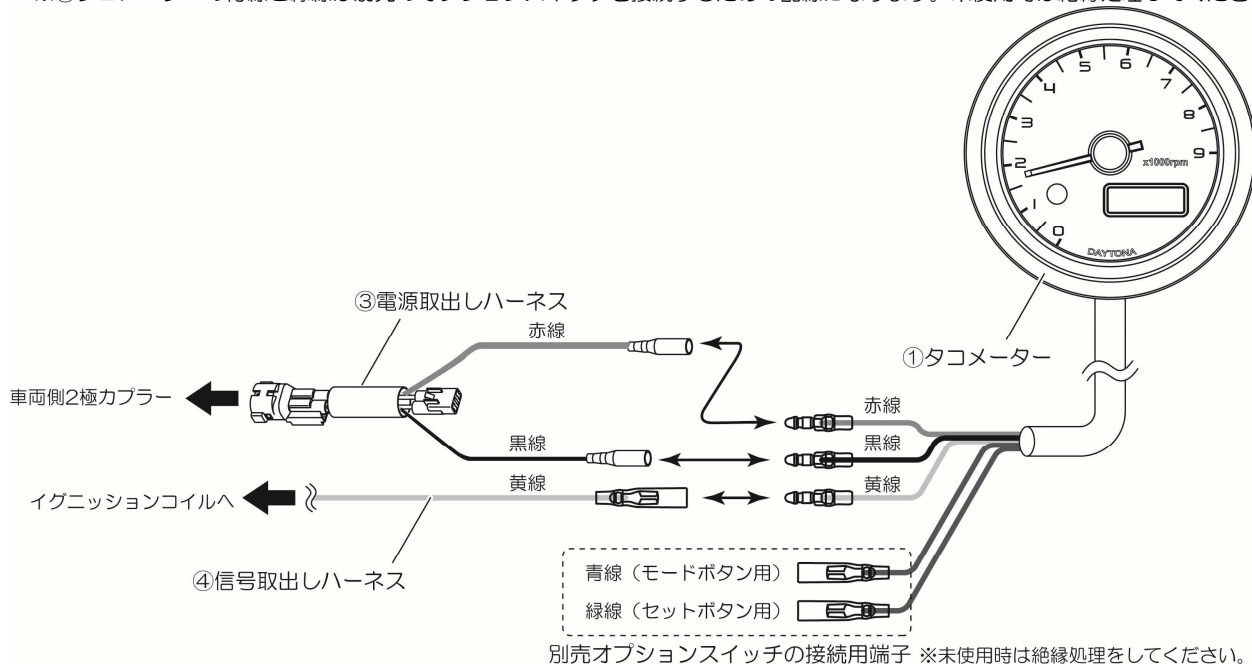 5
6
4
7
3
8
2
x1000rpm
9
1
0
DAYTONA
③電源取出しハーネス
赤線
①タコメーター
車両側2極カプラー
赤線
黒線
黒線
黄線
黄線
イグニッションコイルへ
④信号取出しハーネス
青線（モードボタン用）
緑線（セットボタン用）
別売オプションスイッチの接続用端子 ※未使用時は絶縁処理をしてください。